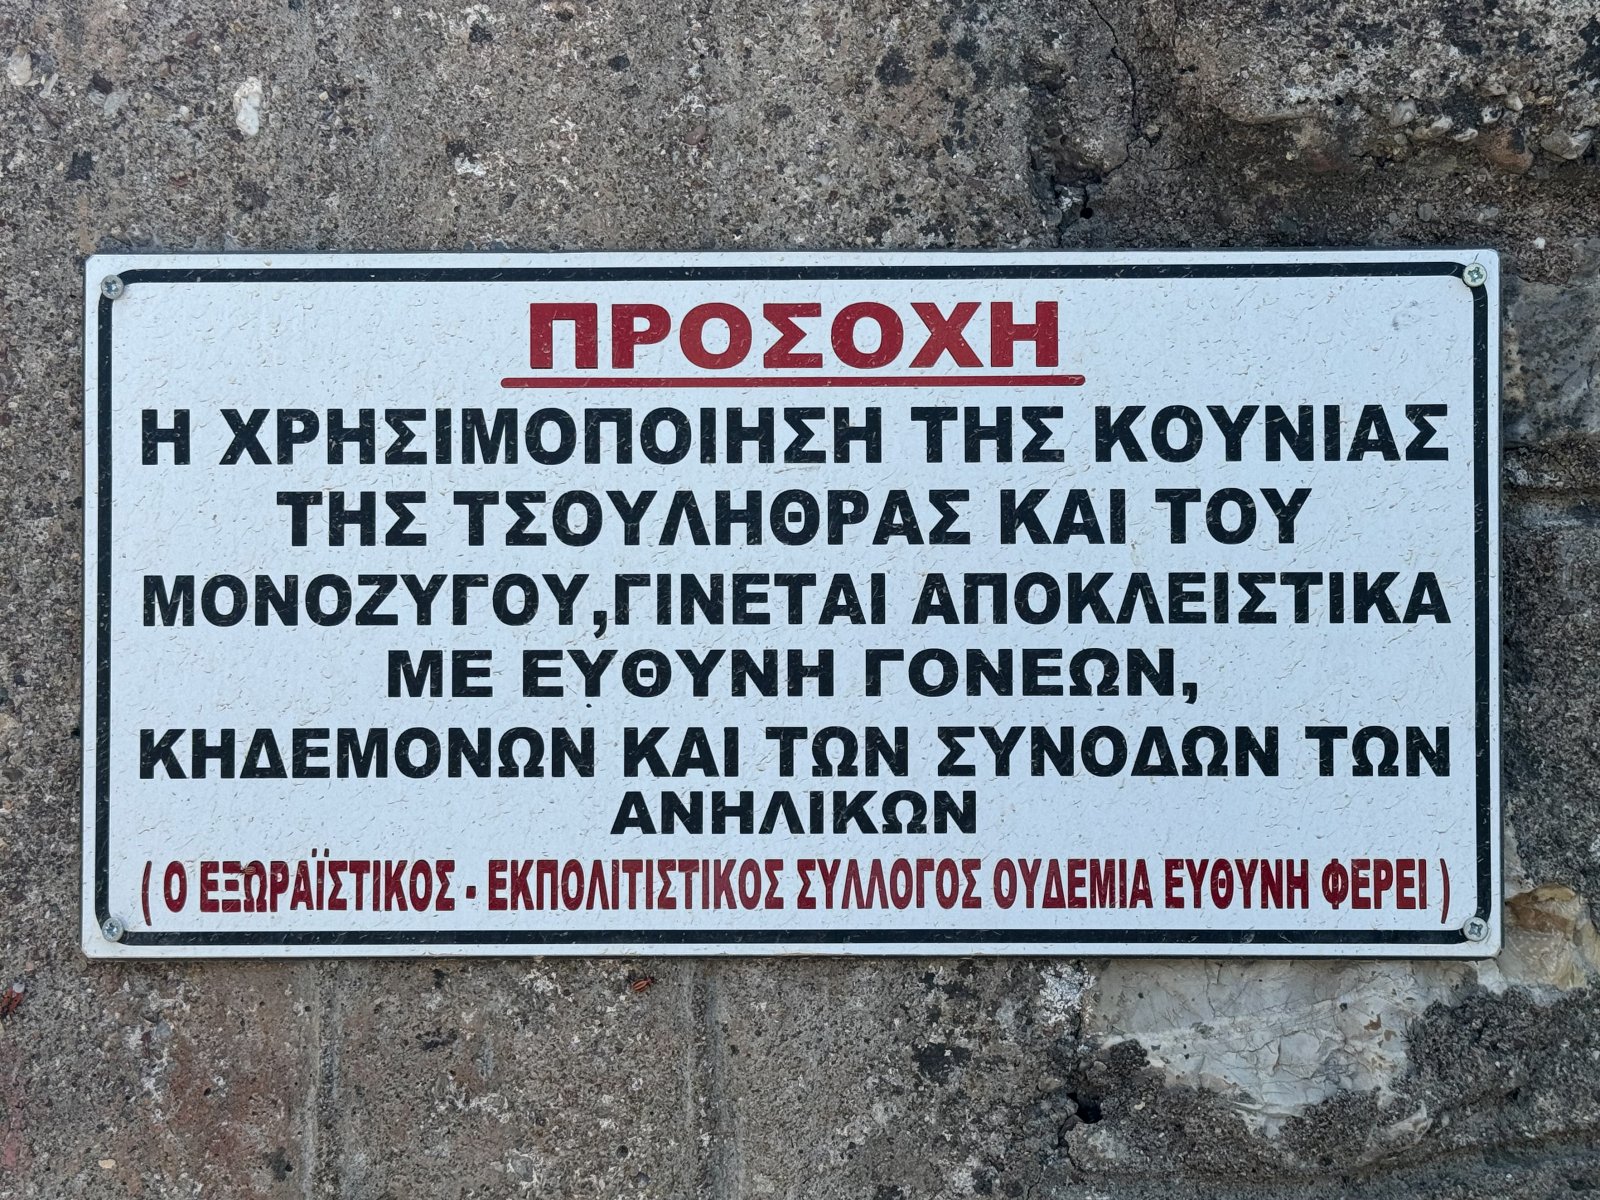 ΠΡΟΣΟΧΗ
Η ΧΡΗΣΙΜΟΠΟΙΗΣΗ ΤΗΣ ΚΟΥΝΙΑΣ
ΤΗΣ ΤΣΟΥΛΗΘΡΑΣ ΚΑΙ ΤΟΥ
ΜΟΝΟΖΥΓΟΥ,ΓΙΝΕΤΑΙ ΑΠΟΚΛΕΙΣΤΙΚΑ
ΜΕ ΕΥΘΥΝΗ ΓΟΝΕΩΝ,
ΚΗΔΕΜΟΝΩΝ ΚΑΙ ΤΩΝ ΣΥΝΟΔΩΝ ΤΩΝ
ΑΝΗΛΙΚΩΝ
( Ο ΕΞΩΡΑΪΣΤΙΚΟΣ - ΕΚΠΟΛΙΤΙΣΤΙΚΟΣ ΣΥΛΛΟΓΟΣ ΟΥΔΕΜΙΑ ΕΥΘΥΝΗ ΦΕΡΕΙ )